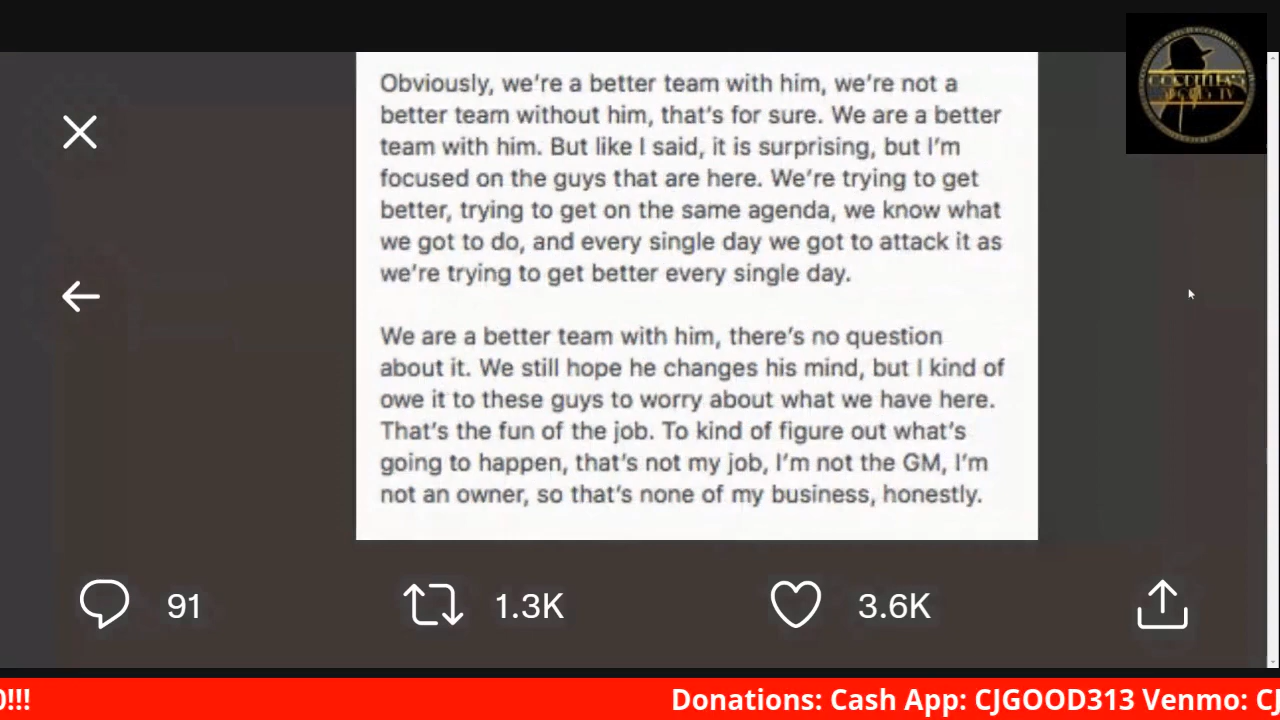 Obviously, we're a better team with him, we're not a
better team without him, that's for sure. We are a better
team with him. But like I said, it is surprising, but I'm
focused on the guys that are here. We're trying to get
better, trying to get on the same agenda, we know what
we got to do, and every single day we got to attack it as
we're trying to get better every single day.
We are a better team with him, there's no question
about it. We still hope he changes his mind, but I kind of
owe it to these guys to worry about what we have here.
That's the fun of the job. To kind of figure out what's
going to happen, that's not my job, I'm not the GM, I'm
not an owner, so that's none of my business, honestly.
91 1.3K 3.6K
0!!! Donations: Cash App: CJGOOD313 Venmo: CJ